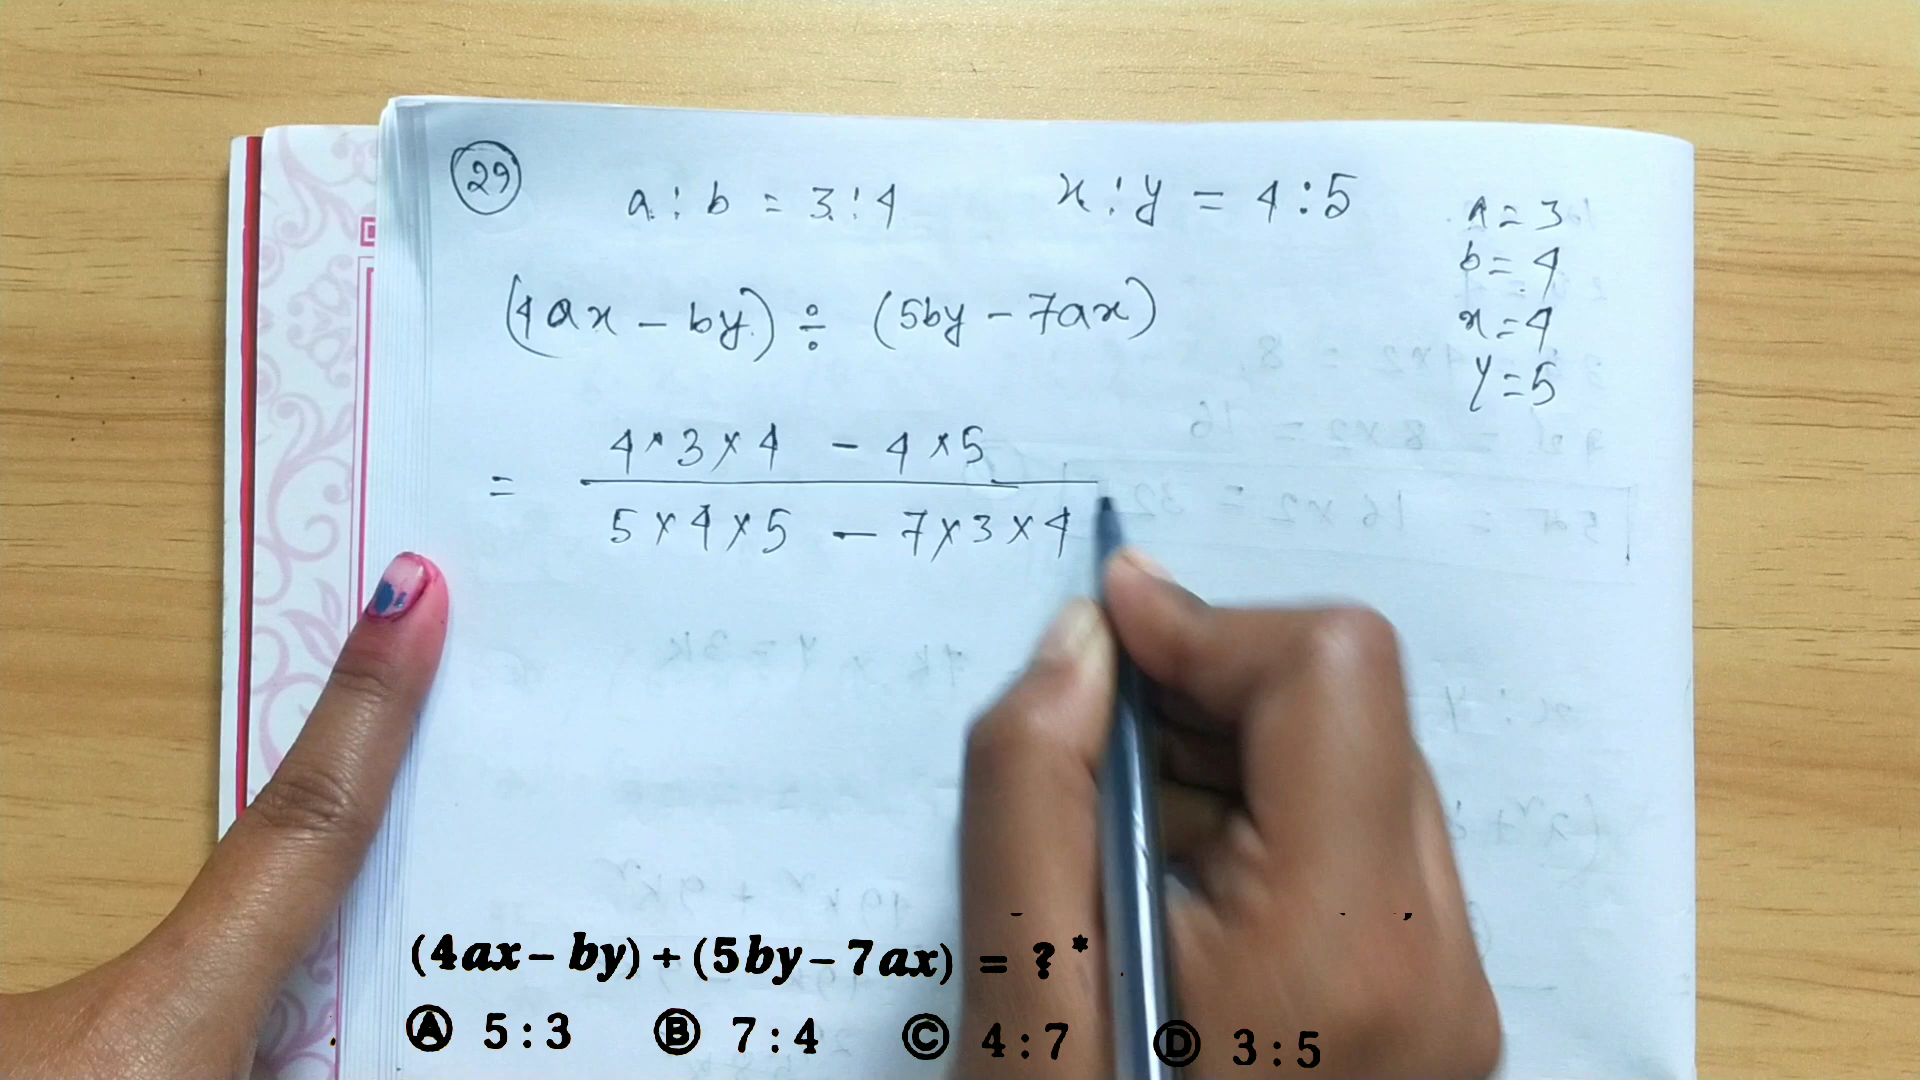 29
a : b = 3 : 4
x : y = 4 : 5
a = 3
b = 4
x = 4
y = 5
(4ax - by) ÷ (5by - 7ax)
= 4 × 3 × 4 - 4 × 5
5 × 4 × 5 - 7 × 3 × 4
(4ax - by) + (5by - 7ax) = ? *
Ⓐ 5 : 3 Ⓑ 7 : 4 Ⓒ 4 : 7 Ⓓ 3 : 5